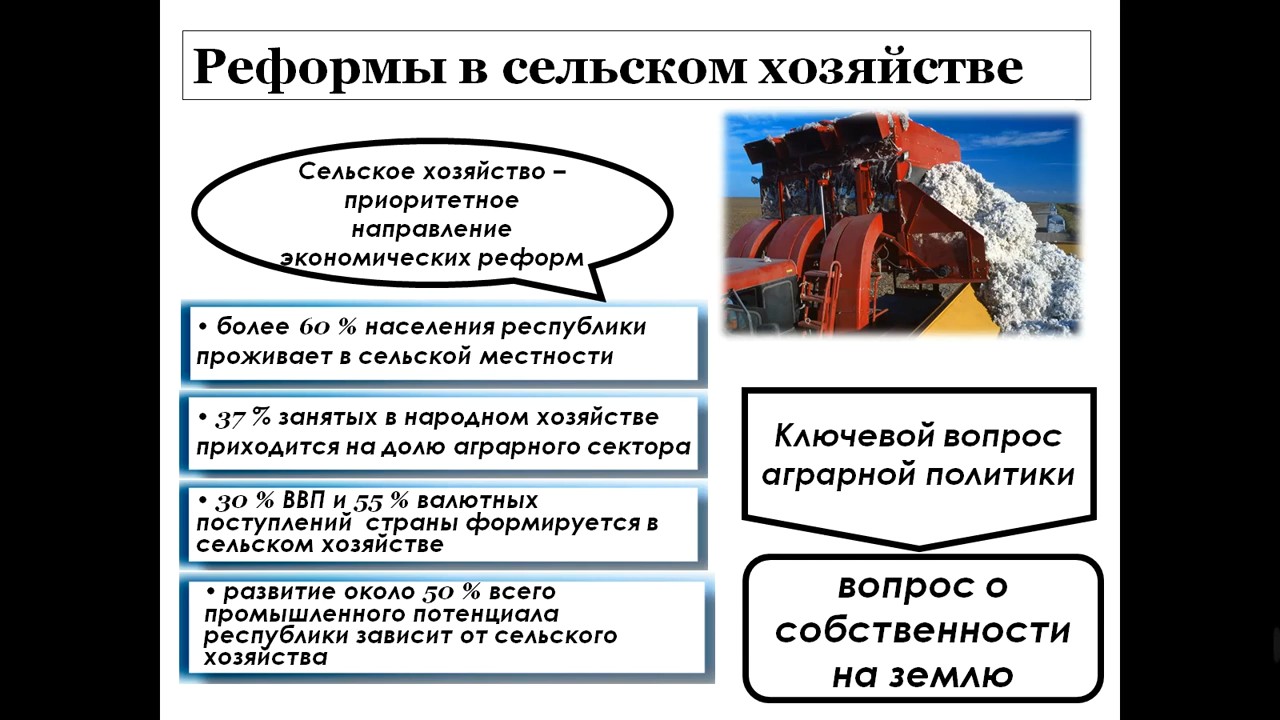 Реформы в сельском хозяйстве
Сельское хозяйство –
приоритетное
направление
экономических реформ
• более 60 % населения республики
проживает в сельской местности
• 37 % занятых в народном хозяйстве
приходится на долю аграрного сектора
• 30 % ВВП и 55 % валютных
поступлений страны формируется в
сельском хозяйстве
• развитие около 50 % всего
промышленного потенциала
республики зависит от сельского
хозяйства
Ключевой вопрос
аграрной политики
вопрос о
собственности
на землю